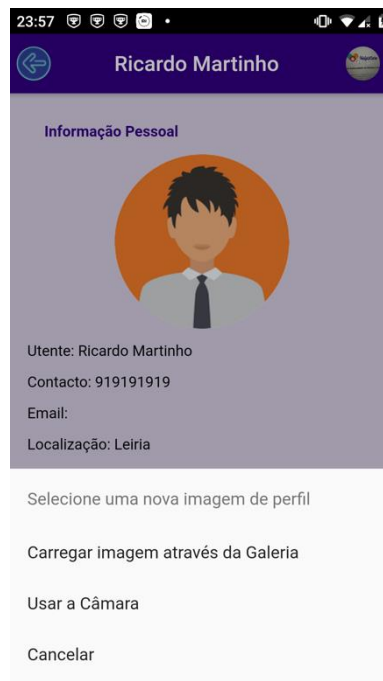 23:57
Ricardo Martinho
Informação Pessoal
Utente: Ricardo Martinho
Contacto: 919191919
Email:
Localização: Leiria
Selecione uma nova imagem de perfil
Carregar imagem através da Galeria
Usar a Câmara
Cancelar